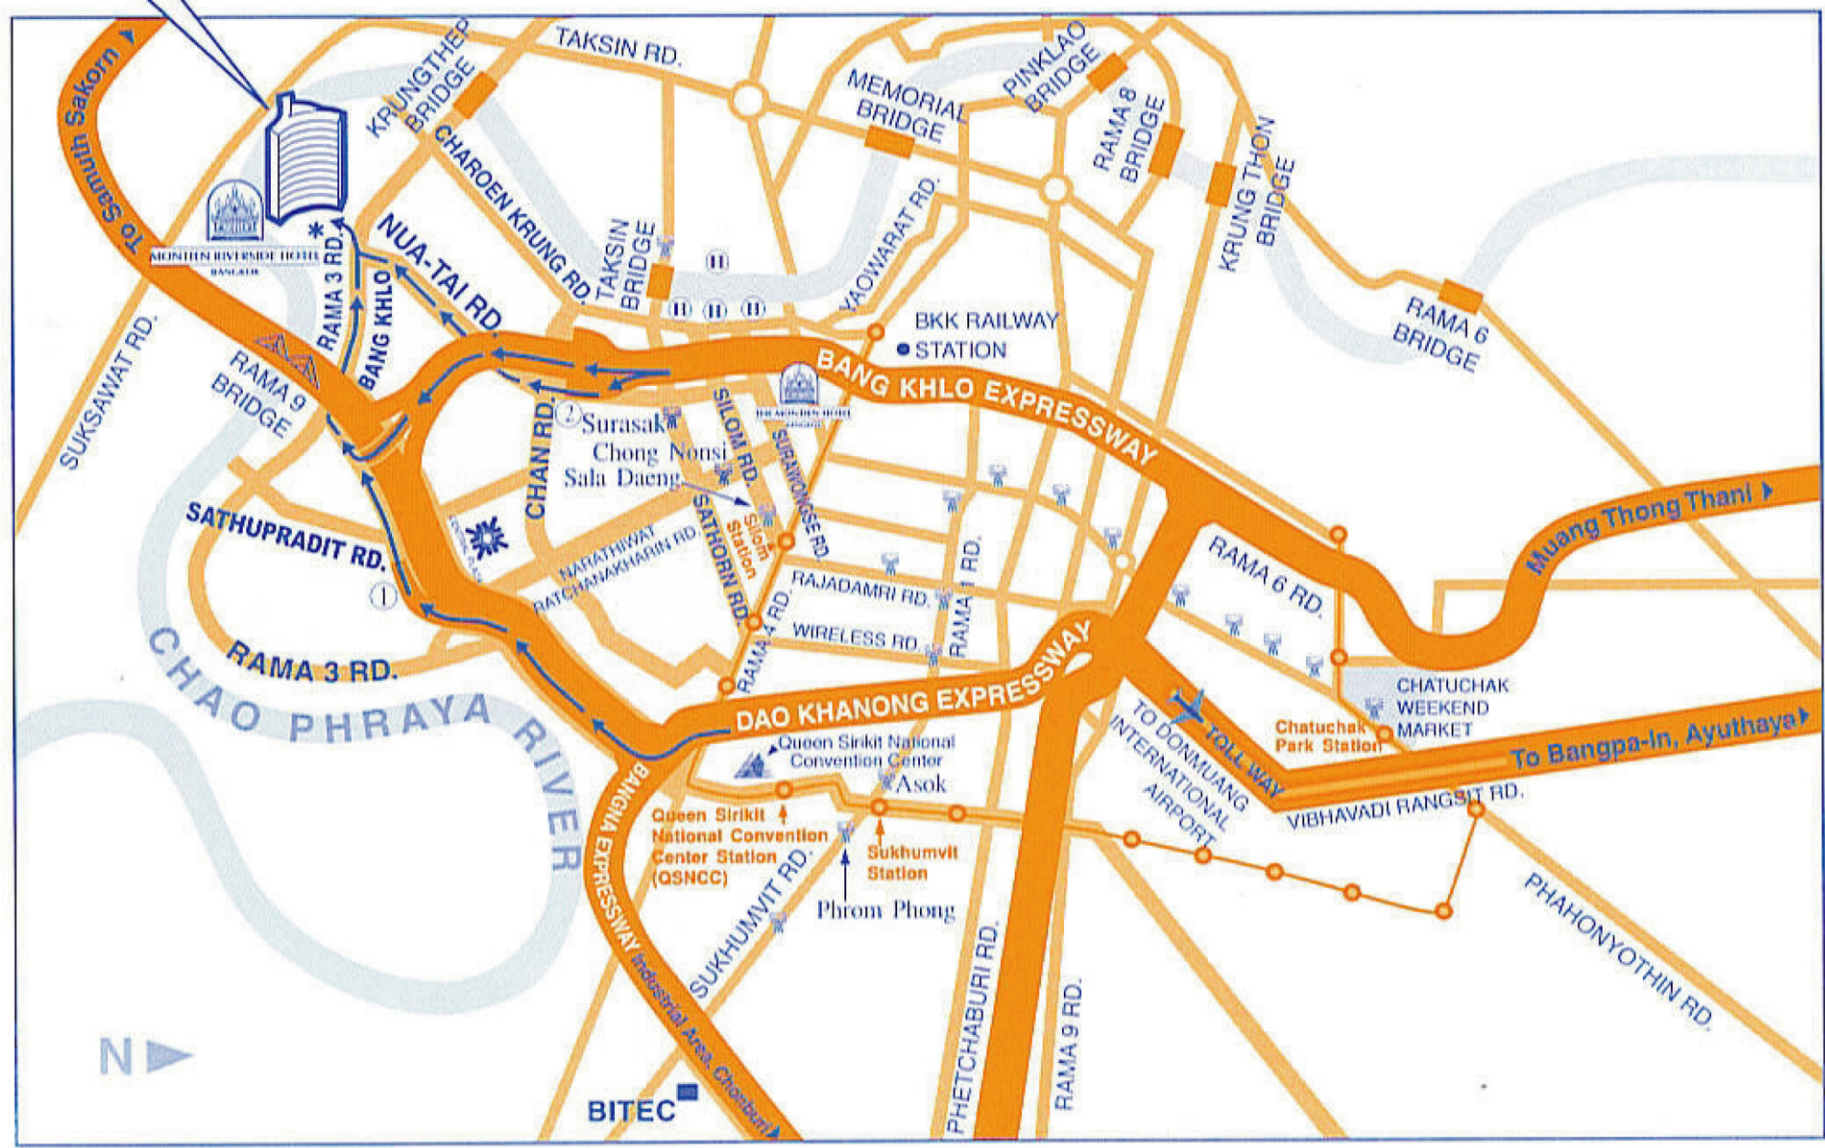 To Samuth Sakorn
TAKSIN RD.
KRUNGTHEP
BRIDGE
MEMORIAL
BRIDGE
PINKLAO
BRIDGE
RAMA 8
BRIDGE
KRUNG THON
BRIDGE
RAMA 6
BRIDGE
CHAROEN KRUNG RD.
TAKSIN
BRIDGE
YAOWARAT RD.
H
H
H
H
MONTIEN RIVERSIDE HOTEL
BANGKOK
*
RAMA 3 RD.
BANG KHLO
NUA-TAI RD.
BKK RAILWAY
STATION
SUKSAWAT RD.
RAMA 9
BRIDGE
BANG KHLO EXPRESSWAY
THE MONTIEN HOTEL
BANGKOK
CHAN RD.
2
Surasak
Chong Nonsi
Sala Daeng
SILOM RD.
SURAWONGSE RD.
SATHORN RD.
Silom
Station
NARATHIWAT
RATCHANAKHARIN RD.
SATHUPRADIT RD.
1
RAMA 3 RD.
RAJADAMRI RD.
WIRELESS RD.
RAMA 1 RD.
RAMA 4 RD.
RAMA 6 RD.
Muang Thong Thani
DAO KHANONG EXPRESSWAY
CHAO PHRAYA RIVER
Queen Sirikit National
Convention Center
Asok
Queen Sirikit
National Convention
Center Station
(QSNCC)
Sukhumvit
Station
Phrom Phong
SUKHUMVIT RD.
BANGNA EXPRESSWAY Industrial Area, Chonburi
TO DONMUANG
INTERNATIONAL
AIRPORT
TOLL WAY
Chatuchak
Park Station
CHATUCHAK
WEEKEND
MARKET
To Bangpa-In, Ayuthaya
VIBHAVADI RANGSIT RD.
PHAHONYOTHIN RD.
PHETCHABURI RD.
RAMA 9 RD.
N
BITEC